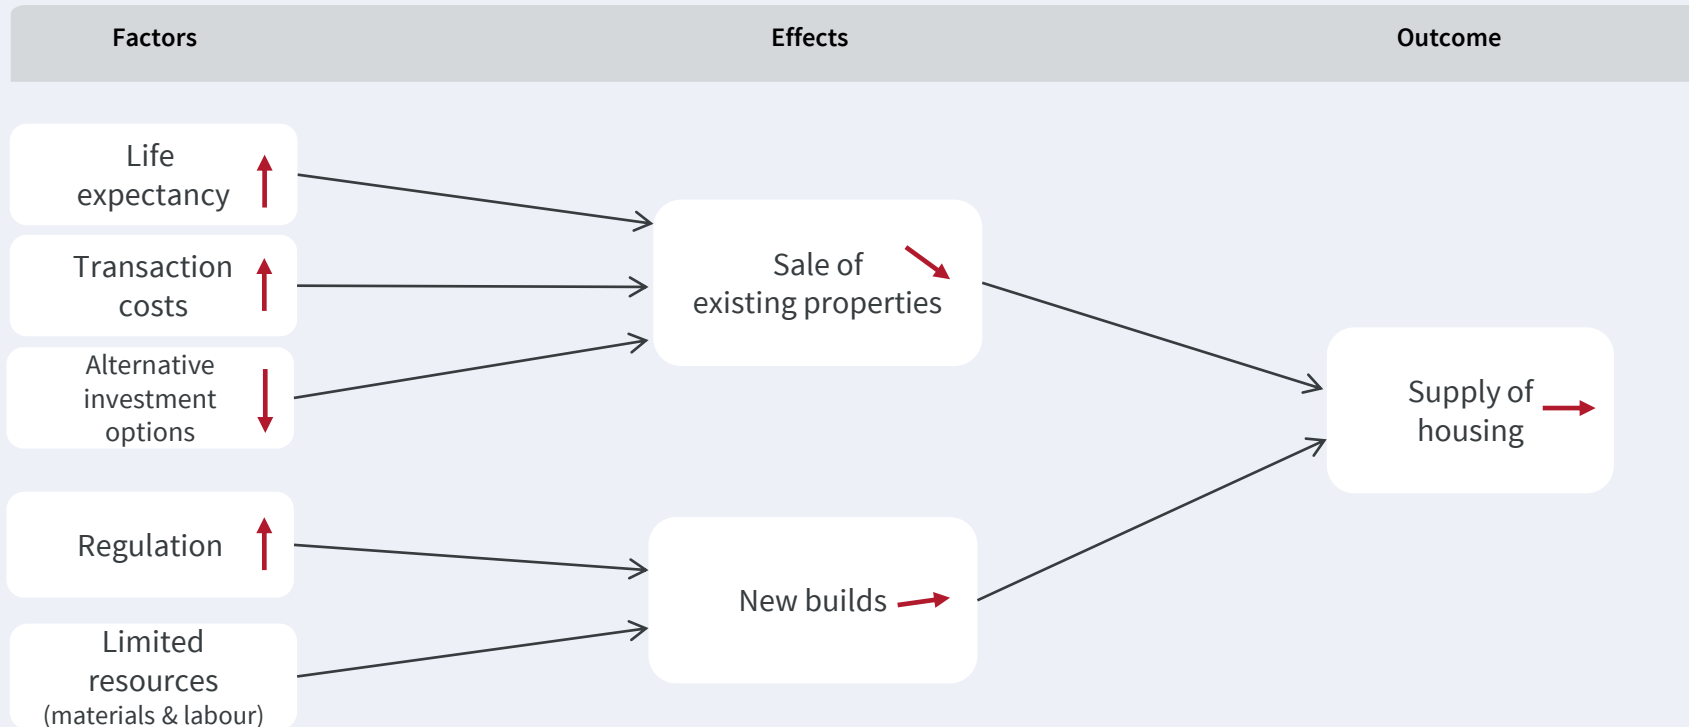 Factors
Effects
Outcome
Life
expectancy
Transaction
costs
Alternative
investment
options
Regulation
Limited
resources
(materials & labour)
Sale of
existing properties
New builds
Supply of
housing